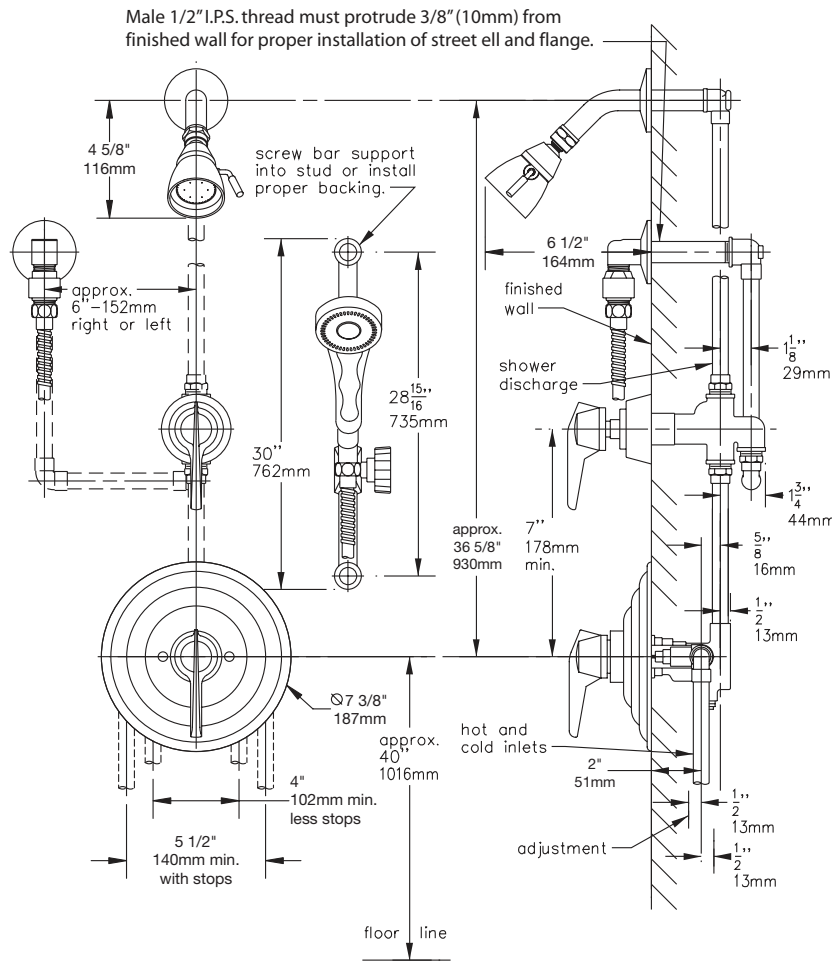 Male 1/2" I.P.S. thread must protrude 3/8" (10mm) from
finished wall for proper installation of street ell and flange.
4 5/8"
116mm
screw bar support
into stud or install
proper backing.
6 1/2"
164mm
approx.
6"-152mm
right or left
finished
wall
shower
discharge
1 1/8"
29mm
28 15/16"
735mm
30"
762mm
approx.
36 5/8"
930mm
7"
178mm
min.
1 3/4"
44mm
5/8"
16mm
1/2"
13mm
Ø7 3/8"
187mm
approx.
40"
1016mm
hot and
cold inlets
2"
51mm
4"
102mm min.
less stops
1/2"
13mm
adjustment
1/2"
13mm
5 1/2"
140mm min.
with stops
floor line